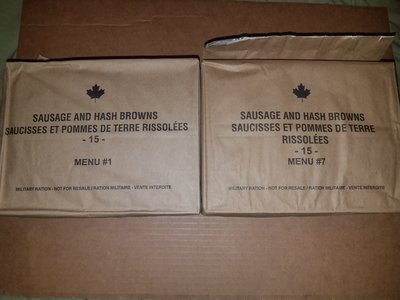 SAUSAGE AND HASH BROWNS
SAUCISSES ET POMMES DE TERRE RISSOLÉES
- 15 -
MENU #1
MILITARY RATION - NOT FOR RESALE / RATION MILITAIRE - VENTE INTERDITE
SAUSAGE AND HASH BROWNS
SAUCISSES ET POMMES DE TERRE
RISSOLÉES
- 15 -
MENU #7
MILITARY RATION - NOT FOR RESALE / RATION MILITAIRE - VENTE INTERDITE